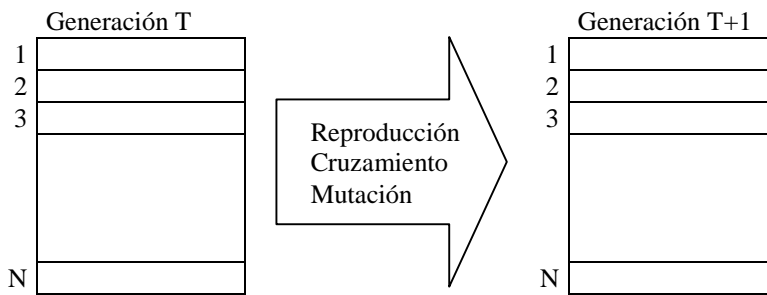 Generación T
1
2
3
N
Reproducción
Cruzamiento
Mutación
Generación T+1
1
2
3
N